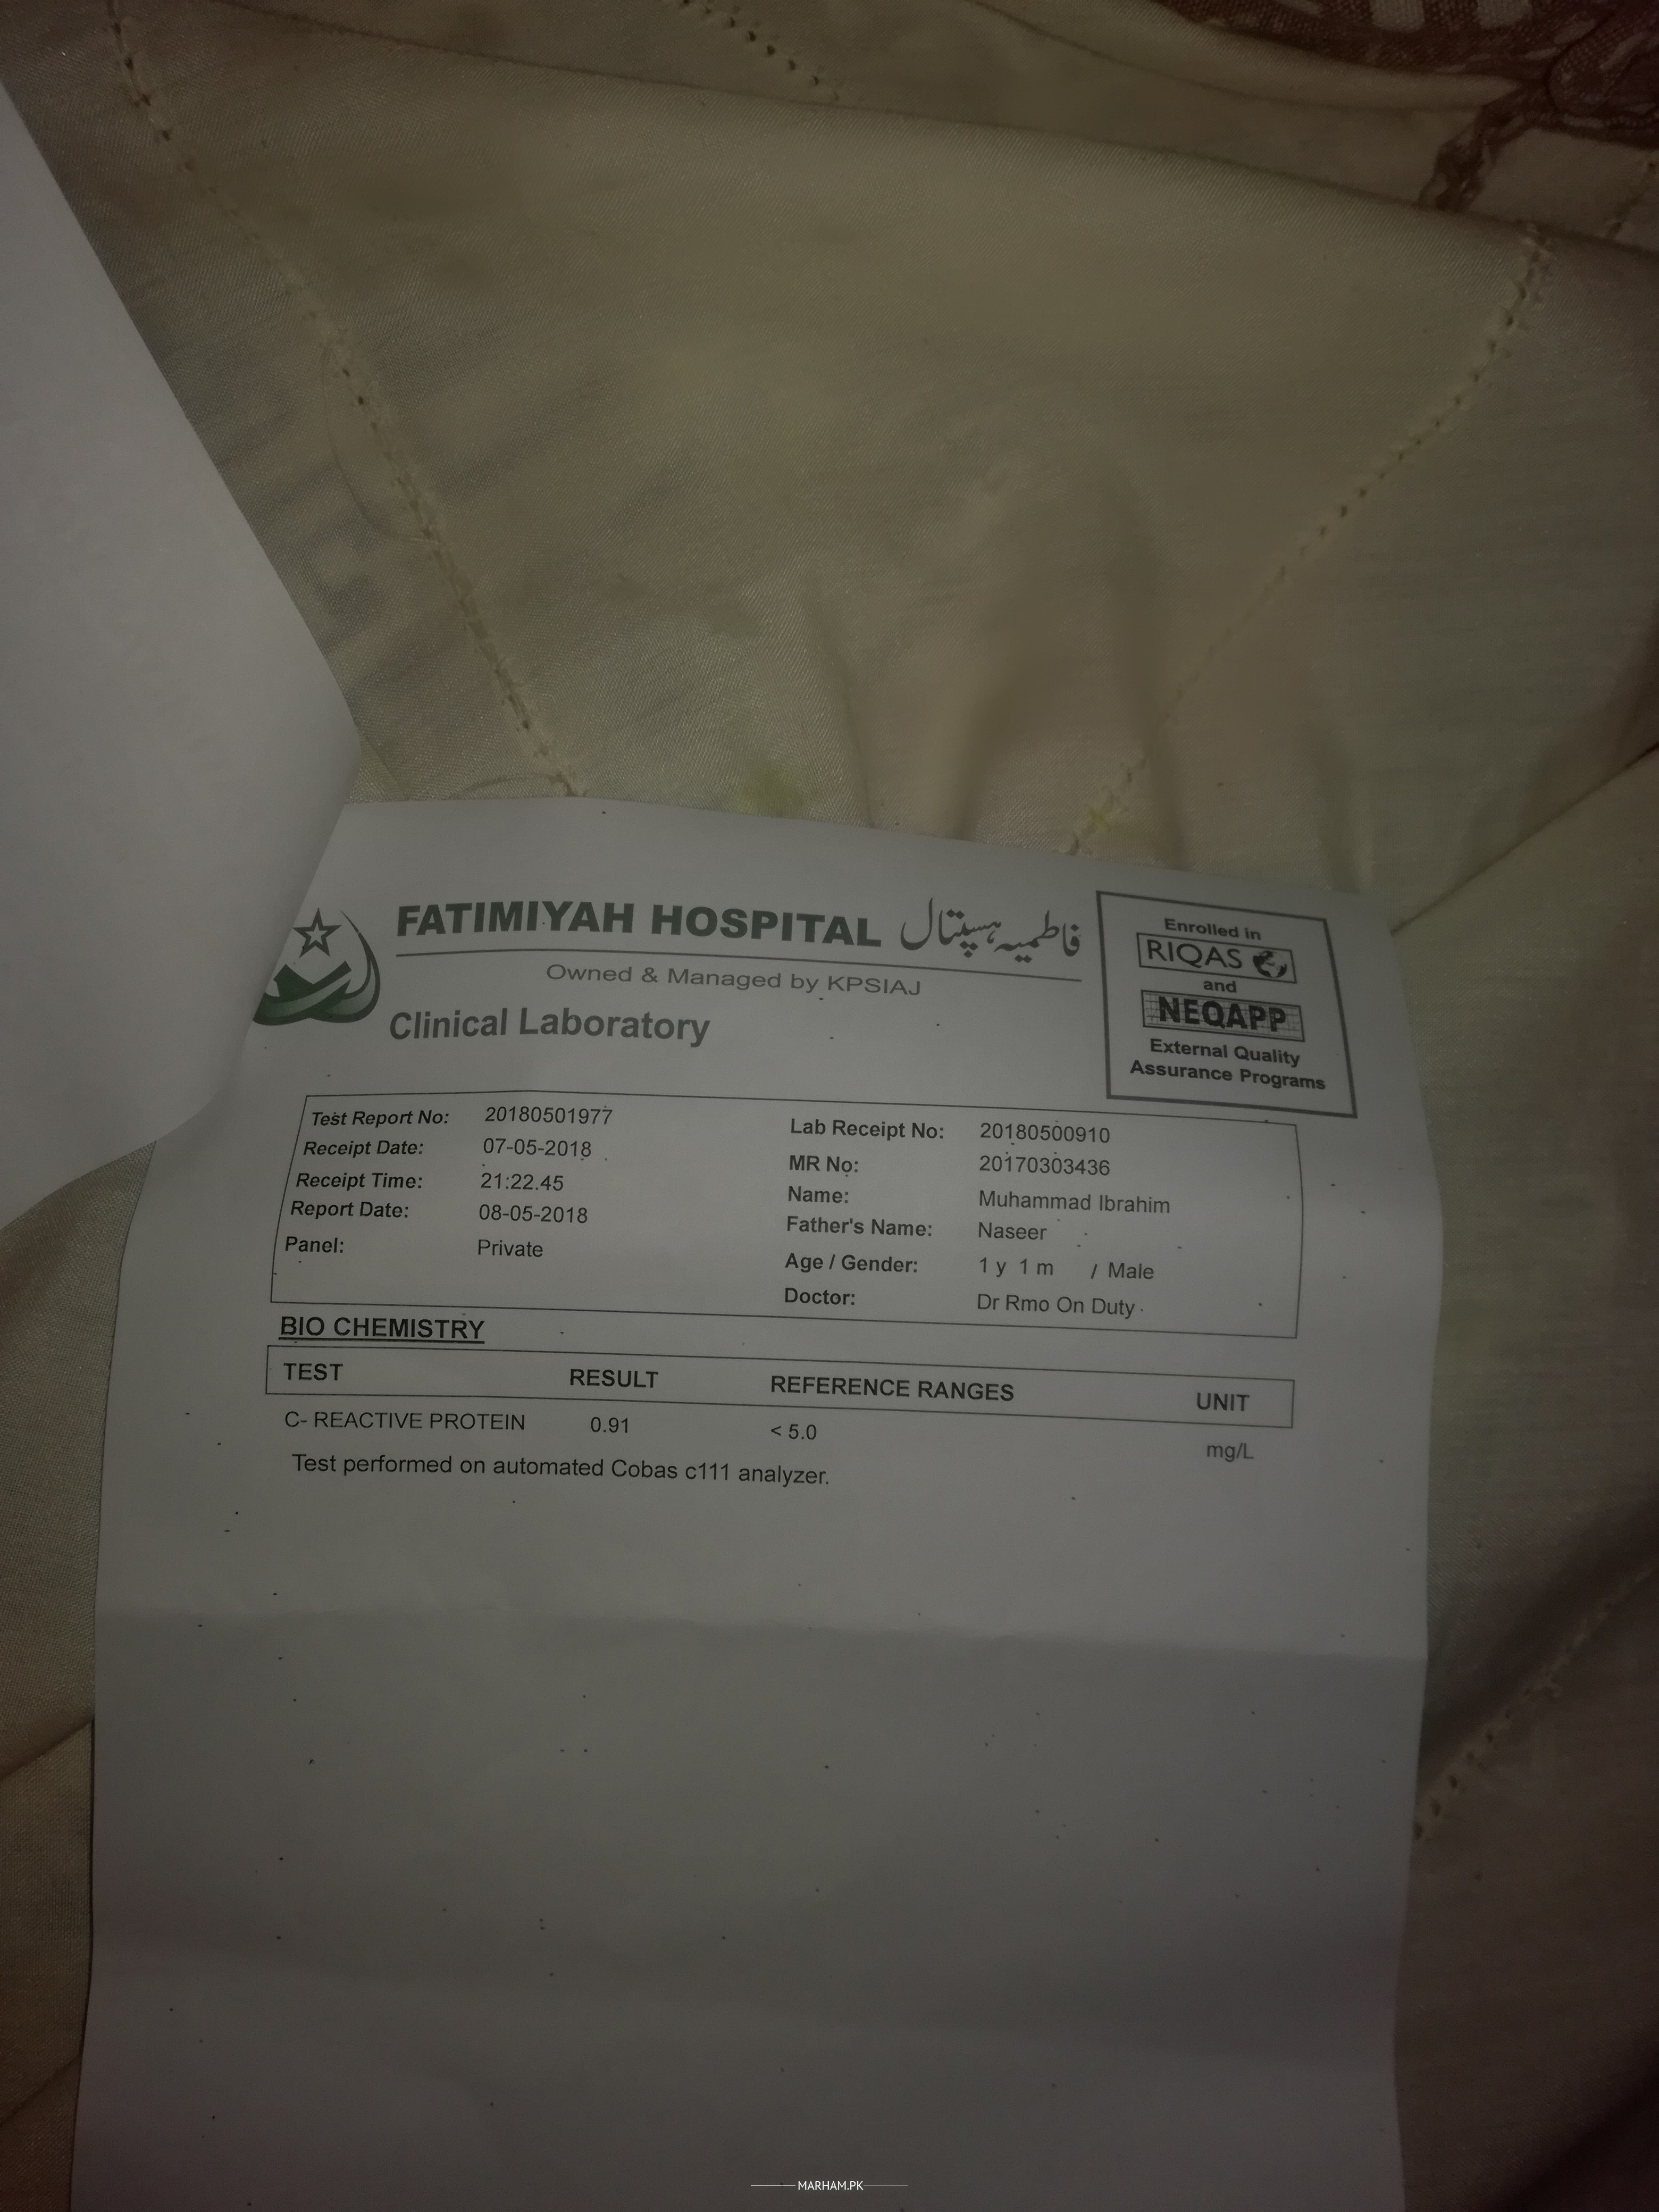 FATIMIYAH HOSPITAL فاطمیہ ہسپتال
Owned & Managed by KPSIAJ
Clinical Laboratory
Enrolled in
RIQAS
and
NEQAPP
External Quality
Assurance Programs
Test Report No: 20180501977
Receipt Date: 07-05-2018
Receipt Time: 21:22.45
Report Date: 08-05-2018
Panel: Private
Lab Receipt No: 20180500910
MR No: 20170303436
Name: Muhammad Ibrahim
Father's Name: Naseer
Age / Gender: 1 y 1 m / Male
Doctor: Dr Rmo On Duty
BIO CHEMISTRY
TEST RESULT REFERENCE RANGES UNIT
C- REACTIVE PROTEIN 0.91 < 5.0 mg/L
Test performed on automated Cobas c111 analyzer.
MARHAM.PK